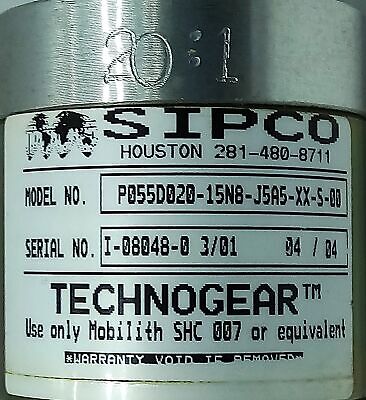 20:1
SIPCO
HOUSTON 281-480-8711
MODEL NO. P055D020-15N8-J5A5-XX-S-00
SERIAL NO. I-08048-0 3/01 04 / 04
TECHNOGEAR™
Use only Mobilith SHC 007 or equivalent
*WARRANTY VOID IF REMOVED*